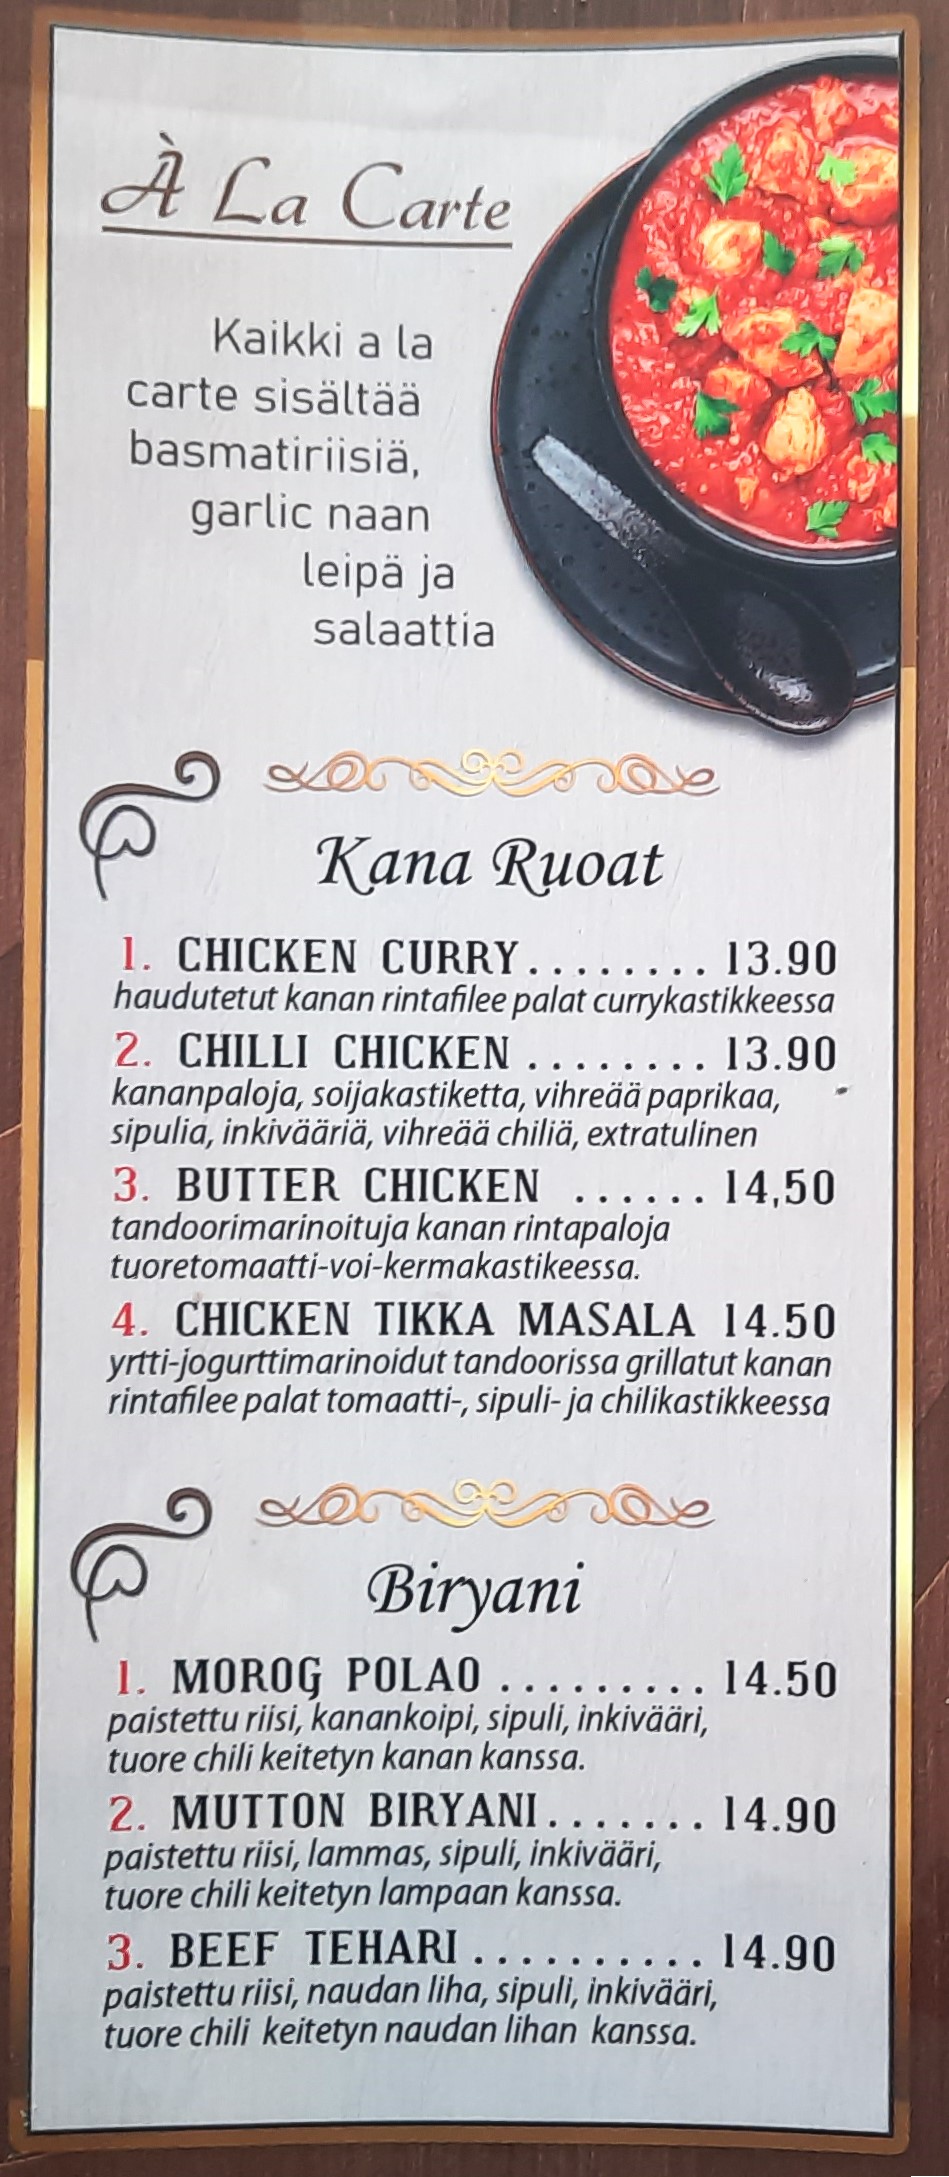 À La Carte
Kaikki a la
carte sisältää
basmatiriisiä,
garlic naan
leipä ja
salaattia
Kana Ruoat
1. CHICKEN CURRY........ 13.90
haudutetut kanan rintafilee palat currykastikkeessa
2. CHILLI CHICKEN ........ 13.90
kananpaloja, soijakastiketta, vihreää paprikaa,
sipulia, inkivääriä, vihreää chiliä, extratulinen
3. BUTTER CHICKEN ...... 14,50
tandoorimarinoituja kanan rintapaloja
tuoretomaatti-voi-kermakastikeessa.
4. CHICKEN TIKKA MASALA 14.50
yrtti-jogurttimarinoidut tandoorissa grillatut kanan
rintafilee palat tomaatti-, sipuli- ja chilikastikkeessa
Biryani
1. MOROG POLAO ......... 14.50
paistettu riisi, kanankoipi, sipuli, inkivääri,
tuore chili keitetyn kanan kanssa.
2. MUTTON BIRYANI....... 14.90
paistettu riisi, lammas, sipuli, inkivääri,
tuore chili keitetyn lampaan kanssa.
3. BEEF TEHARI .......... 14.90
paistettu riisi, naudan liha, sipuli, inkivääri,
tuore chili keitetyn naudan lihan kanssa.